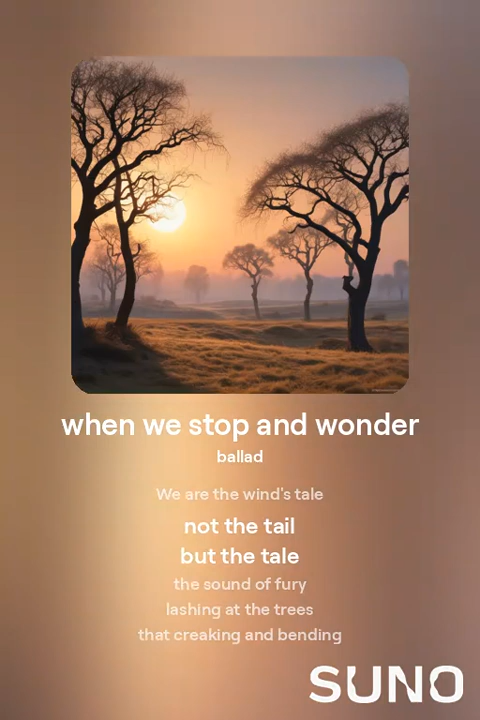 when we stop and wonder
ballad
We are the wind's tale
not the tail
but the tale
the sound of fury
lashing at the trees
that creaking and bending
SUNO